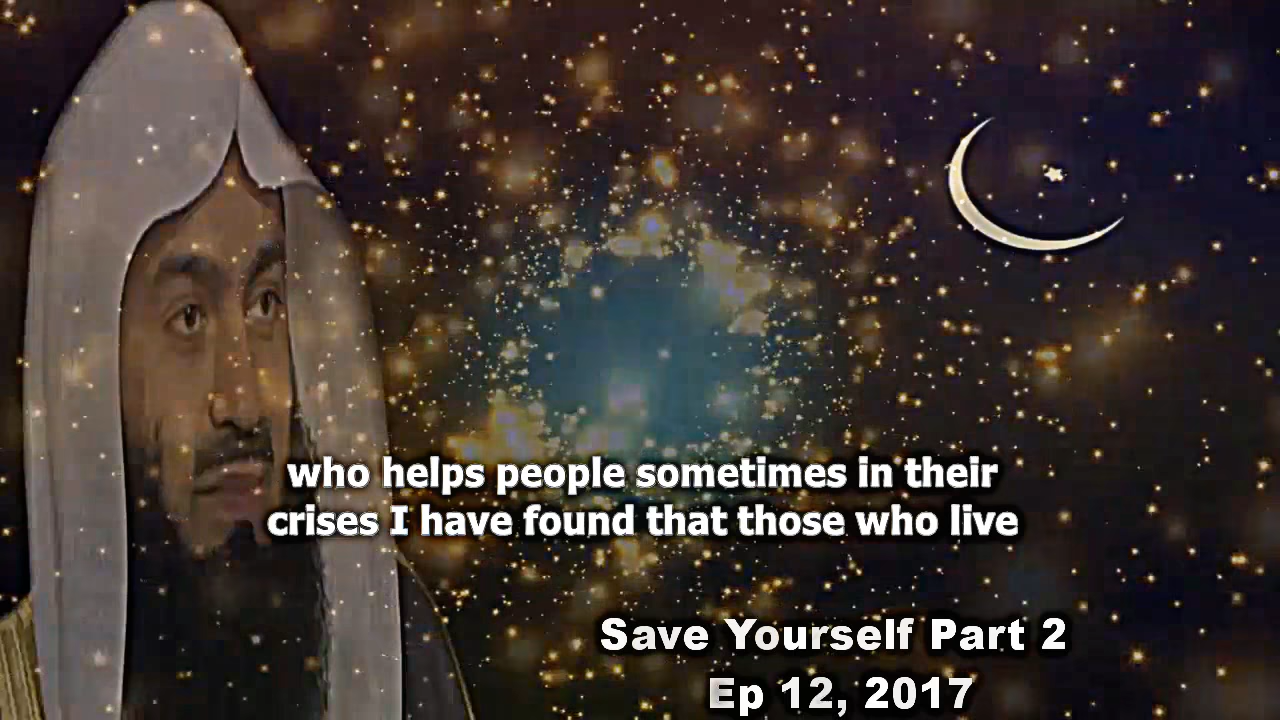 who helps people sometimes in their
crises I have found that those who live
Save Yourself Part 2
Ep 12, 2017